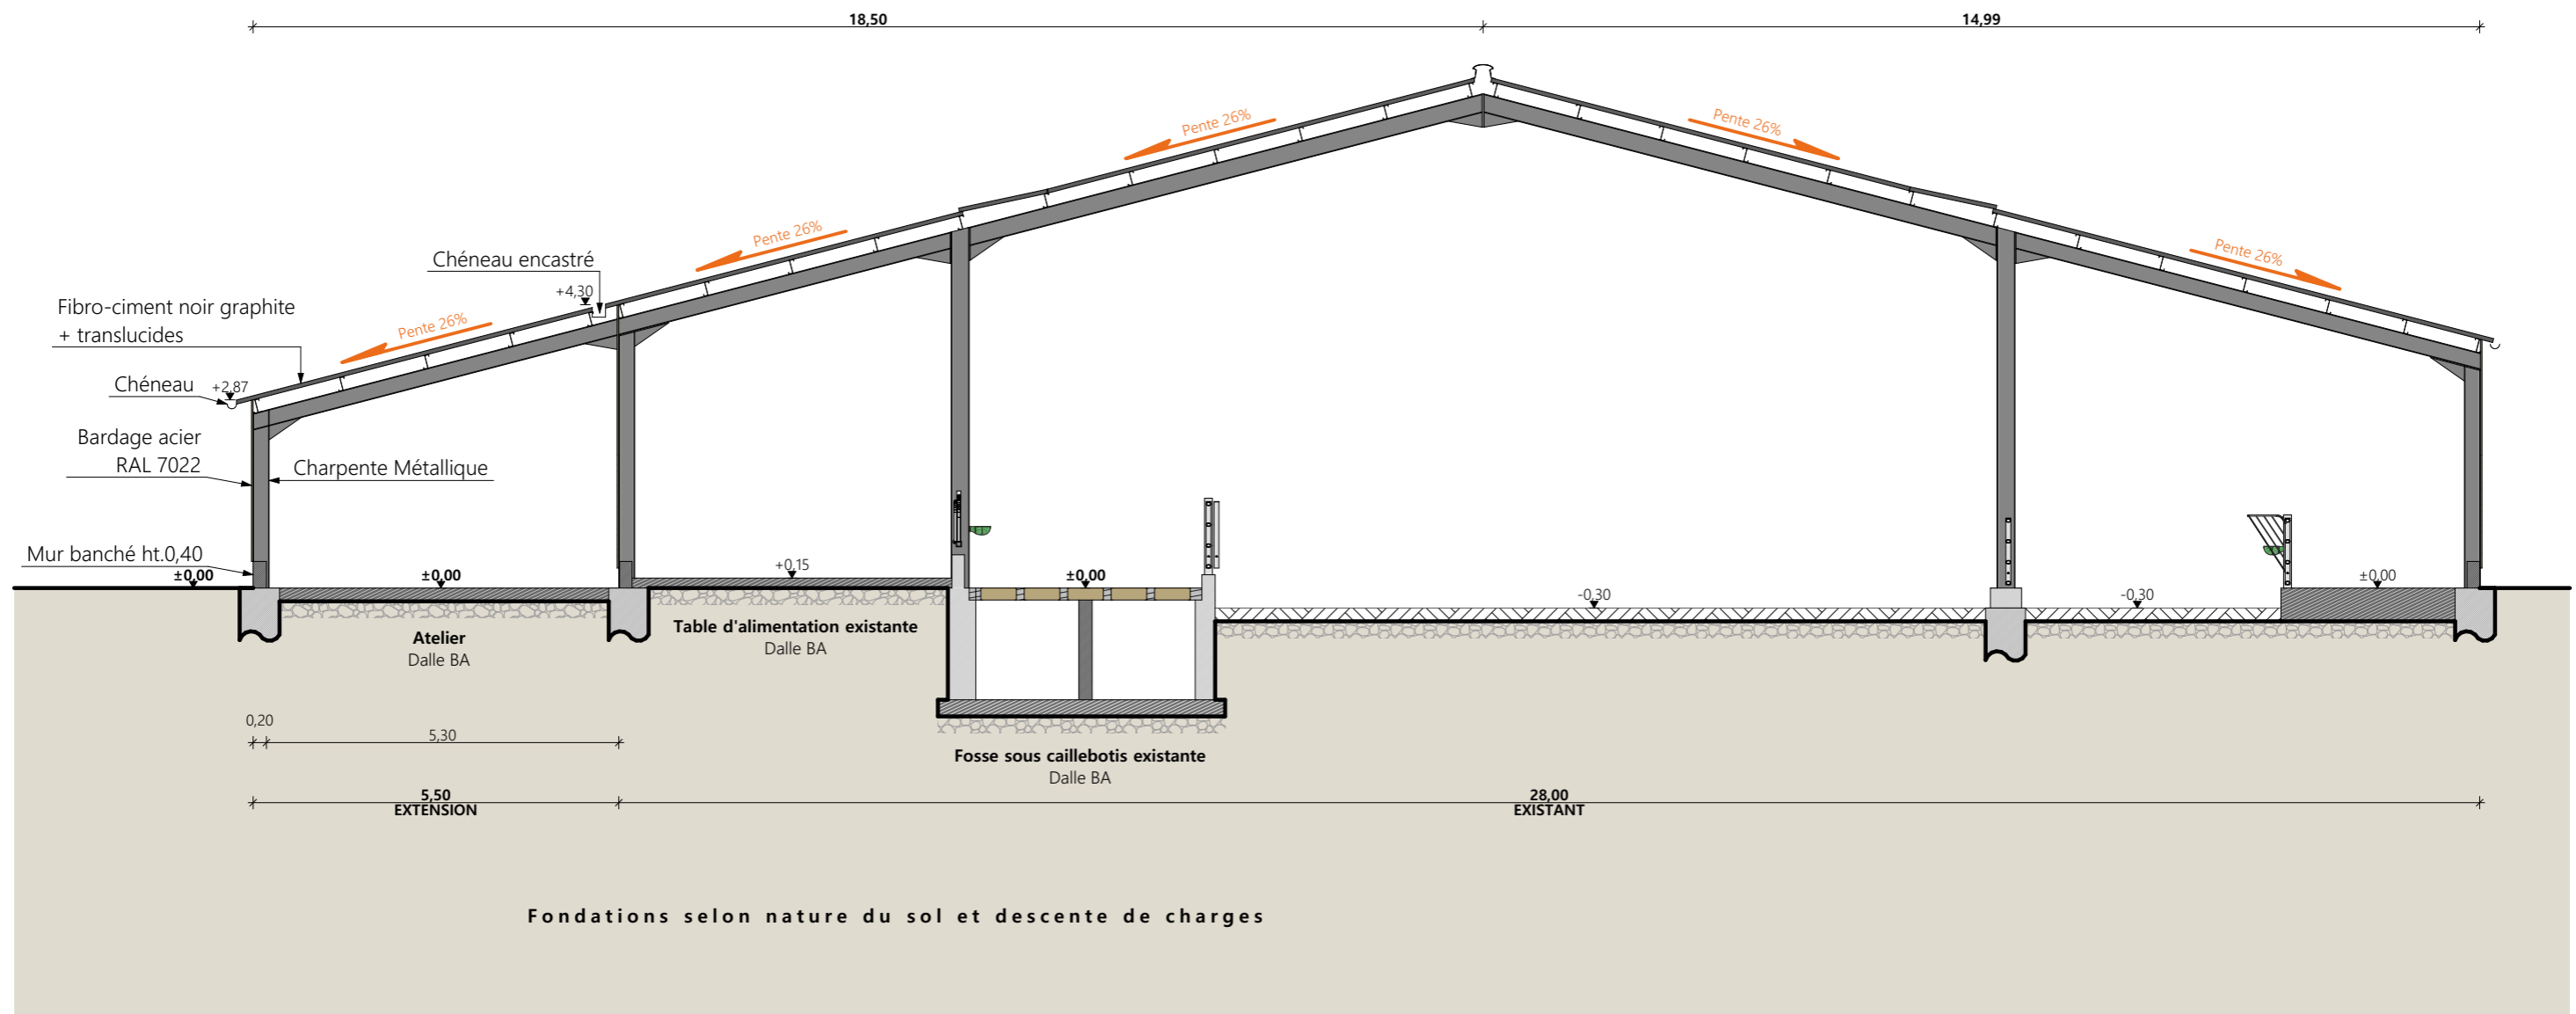 18,50
14,99
Pente 26%
Pente 26%
Pente 26%
Pente 26%
Chéneau encastré
+4,30
Fibro-ciment noir graphite
+ translucides
Pente 26%
Chéneau
+2,87
Bardage acier
RAL 7022
Charpente Métallique
Mur banché ht.0,40
±0,00
±0,00
+0,15
±0,00
-0,30
-0,30
±0,00
Atelier
Dalle BA
Table d'alimentation existante
Dalle BA
0,20
5,30
Fosse sous caillebotis existante
Dalle BA
5,50
EXTENSION
28,00
EXISTANT
Fondations selon nature du sol et descente de charges